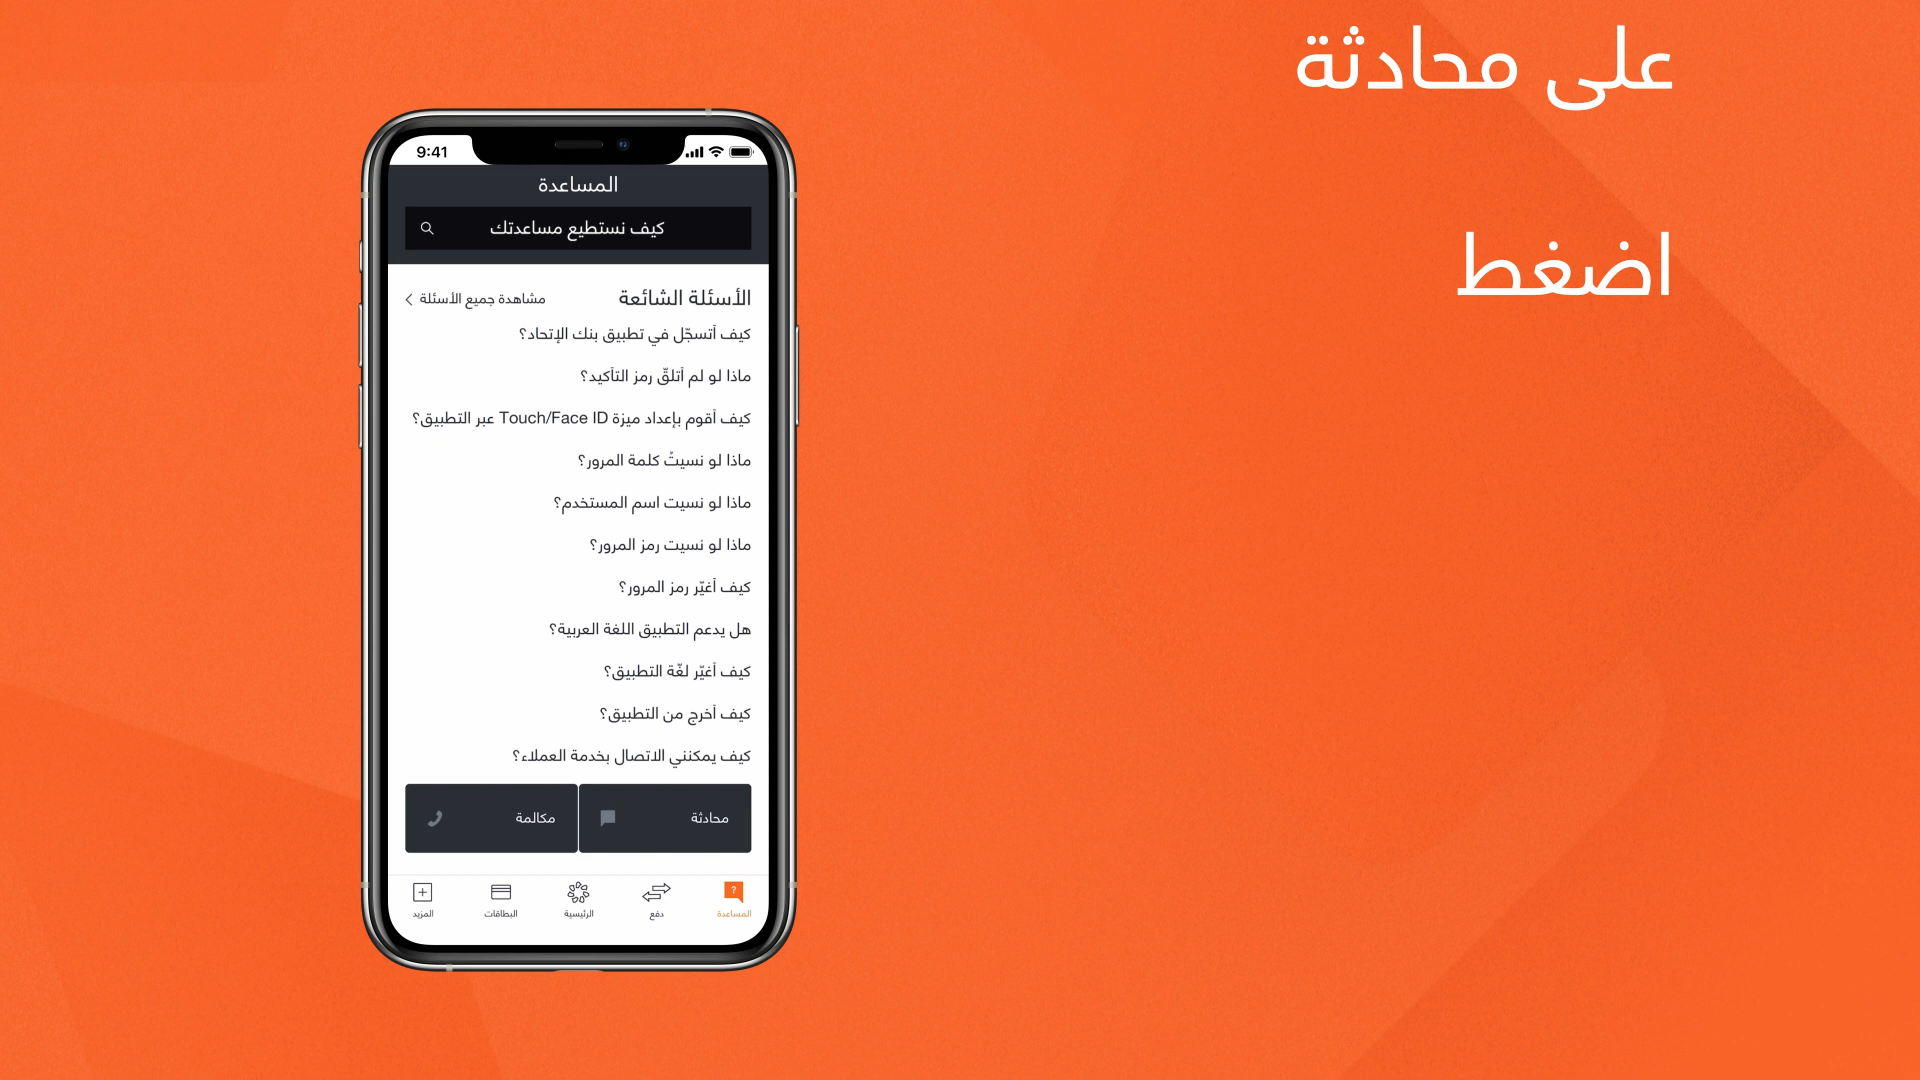 على محادثة
اضغط
9:41
المساعدة
كيف نستطيع مساعدتك
الأسئلة الشائعة
مشاهدة جميع الأسئلة
كيف أتسجّل في تطبيق بنك الإتحاد؟
ماذا لو لم أتلقّ رمز التأكيد؟
كيف أقوم بإعداد ميزة Touch/Face ID عبر التطبيق؟
ماذا لو نسيتُ كلمة المرور؟
ماذا لو نسيت اسم المستخدم؟
ماذا لو نسيت رمز المرور؟
كيف أغيّر رمز المرور؟
هل يدعم التطبيق اللغة العربية؟
كيف أغيّر لغّة التطبيق؟
كيف أخرج من التطبيق؟
كيف يمكنني الاتصال بخدمة العملاء؟
محادثة
مكالمة
المساعدة
دفع
الرئيسية
البطاقات
المزيد